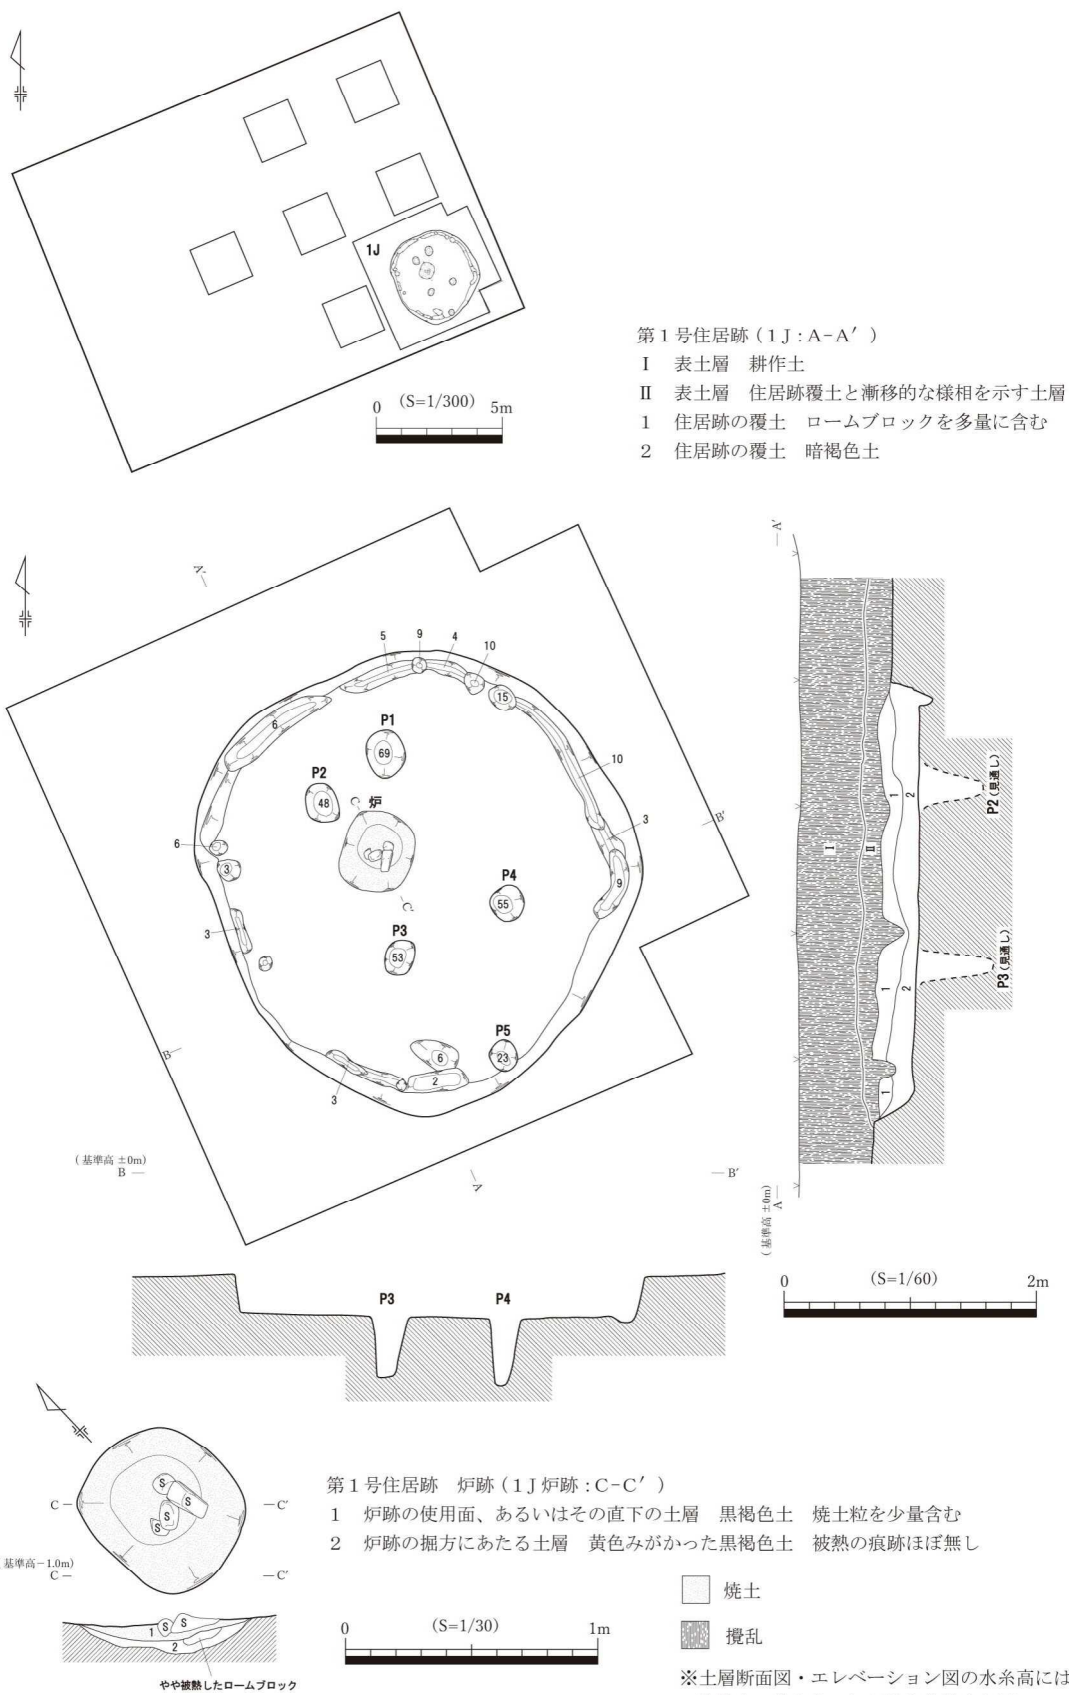 1J
0 (S=1/300) 5m
第１号住居跡（１Ｊ：A-A′）
Ⅰ 表土層 耕作土
Ⅱ 表土層 住居跡覆土と漸移的な様相を示す土層
１ 住居跡の覆土 ロームブロックを多量に含む
２ 住居跡の覆土 暗褐色土
A′
A′
5
9
4
10
15
6
P1
69
P2
48
C
炉
10
3
B′
6
3
9
P4
55
C′
3
P3
53
B
P5
6
23
2
3
A
(基準高 ±0m)
B
B′
Ⅰ
Ⅱ
1
2
P2（見通し）
1
2
P3（見通し）
1
A
(基準高 ±0m)
0 (S=1/60) 2m
P3
P4
第１号住居跡 炉跡（１Ｊ炉跡：C-C′）
１ 炉跡の使用面、あるいはその直下の土層 黒褐色土 焼土粒を少量含む
２ 炉跡の掘方にあたる土層 黄色みがかった黒褐色土 被熱の痕跡ほぼ無し
S
S
S
S
C
C′
基準高－1.0m)
C
C′
1
S
S
2
やや被熱したロームブロック
0 (S=1/30) 1m
焼土
攪乱
※土層断面図・エレベーション図の水糸高には